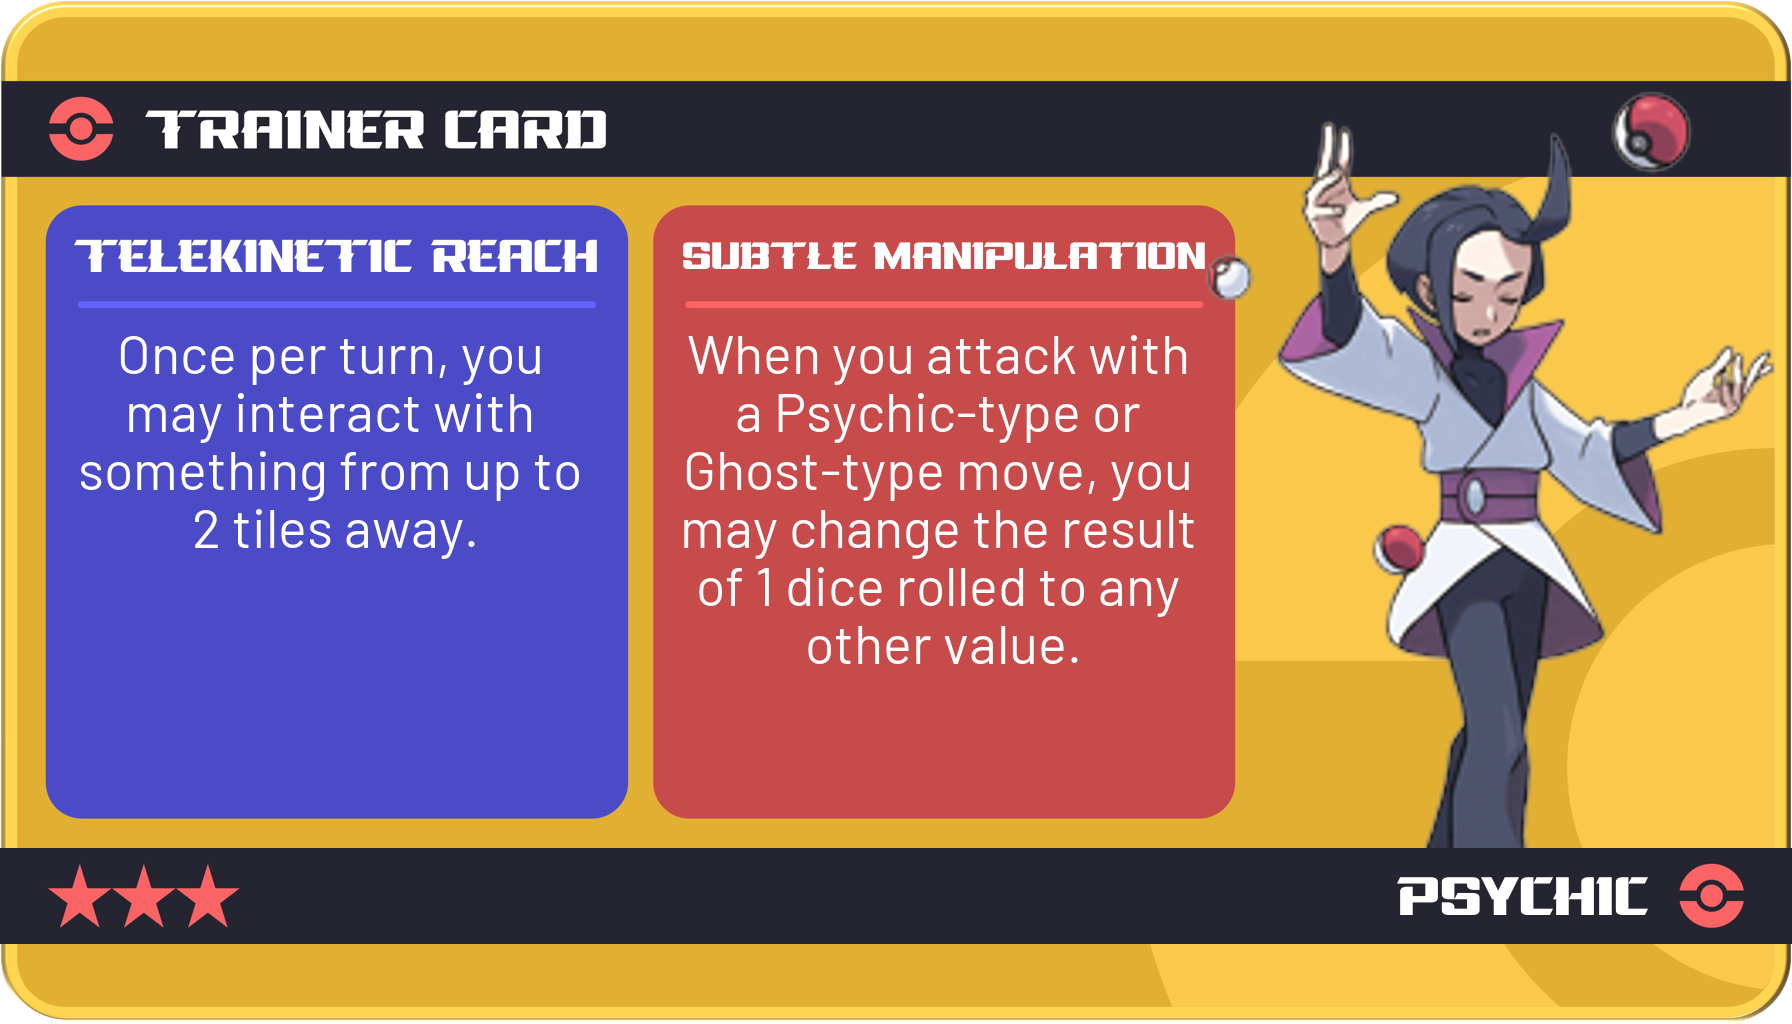 TRAINER CARD
TELEKINETIC REACH
Once per turn, you
may interact with
something from up to
2 tiles away.
SUBTLE MANIPULATION
When you attack with
a Psychic-type or
Ghost-type move, you
may change the result
of 1 dice rolled to any
other value.
PSYCHIC